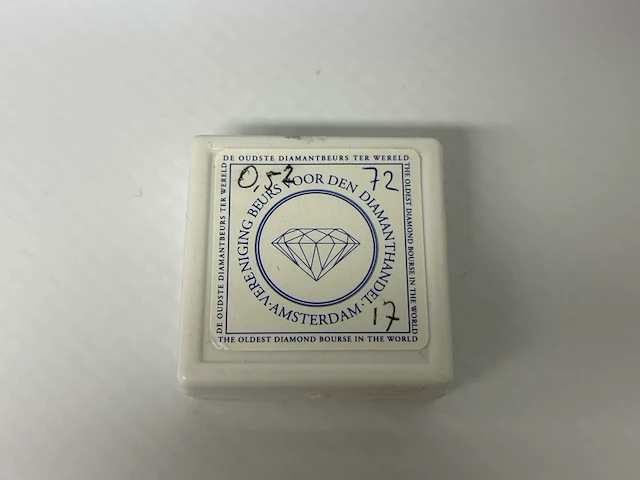 DE OUDSTE DIAMANTBEURS TER WERELD
0,52
72
DE OUDSTE DIAMANTBEURS TER WERELD
THE OLDEST DIAMOND BOURSE IN THE WORLD
VERENIGING BEURS VOOR DEN DIAMANTHANDEL · AMSTERDAM ·
17
THE OLDEST DIAMOND BOURSE IN THE WORLD